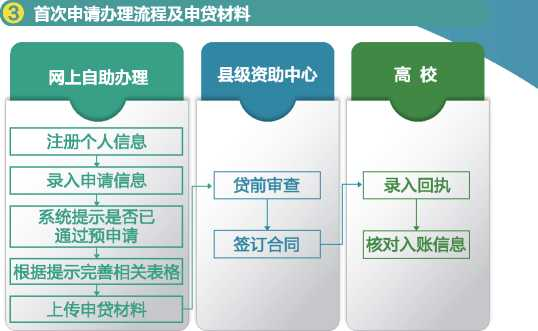 3 首次申请办理流程及申贷材料
网上自助办理
注册个人信息
录入申请信息
系统提示是否已
通过预申请
根据提示完善相关表格
上传申贷材料
县级资助中心
贷前审查
签订合同
高 校
录入回执
核对入账信息